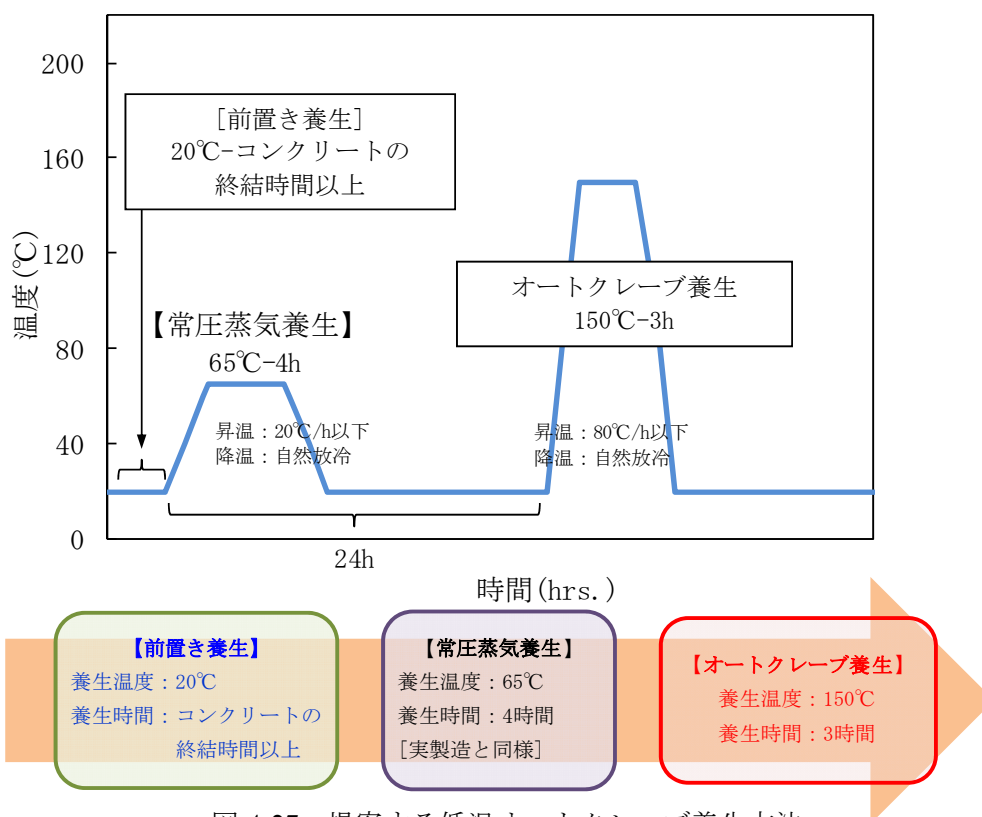 200
160
120
80
40
0
温度(℃)
[前置き養生]
20℃-コンクリートの
終結時間以上
【常圧蒸気養生】
65℃-4h
昇温：20℃/h以下
降温：自然放冷
オートクレーブ養生
150℃-3h
昇温：80℃/h以下
降温：自然放冷
24h
時間(hrs.)
【前置き養生】
養生温度：20℃
養生時間：コンクリートの
終結時間以上
【常圧蒸気養生】
養生温度：65℃
養生時間：4時間
[実製造と同様]
【オートクレーブ養生】
養生温度：150℃
養生時間：3時間